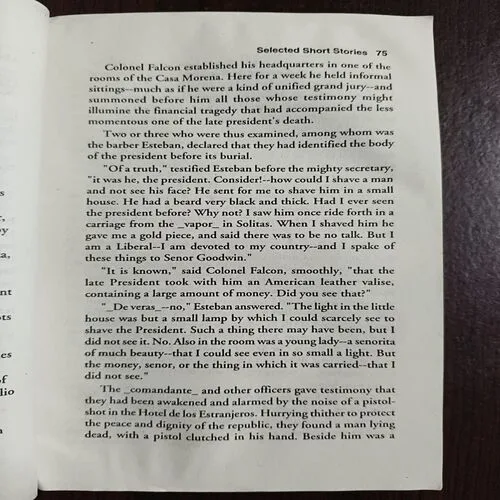 Selected Short Stories 75
Colonel Falcon established his headquarters in one of the
rooms of the Casa Morena. Here for a week he held informal
sittings--much as if he were a kind of unified grand jury--and
summoned before him all those whose testimony might
illumine the financial tragedy that had accompanied the less
momentous one of the late president's death.
Two or three who were thus examined, among whom was
the barber Esteban, declared that they had identified the body
of the president before its burial.
"Of a truth," testified Esteban before the mighty secretary,
"it was he, the president. Consider!--how could I shave a man
and not see his face? He sent for me to shave him in a small
house. He had a beard very black and thick. Had I ever seen
the president before? Why not? I saw him once ride forth in a
carriage from the _vapor_ in Solitas. When I shaved him he
gave me a gold piece, and said there was to be no talk. But I
am a Liberal--I am devoted to my country--and I spake of
these things to Senor Goodwin."
"It is known," said Colonel Falcon, smoothly, "that the
late President took with him an American leather valise,
containing a large amount of money. Did you see that?"
"_De veras_--no," Esteban answered. "The light in the little
house was but a small lamp by which I could scarcely see to
shave the President. Such a thing there may have been, but I
did not see it. No. Also in the room was a young lady--a senorita
of much beauty--that I could see even in so small a light. But
the money, senor, or the thing in which it was carried--that I
did not see."
The _comandante_ and other officers gave testimony that
they had been awakened and alarmed by the noise of a pistol-
shot in the Hotel de los Estranjeros. Hurrying thither to protect
the peace and dignity of the republic, they found a man lying
dead, with a pistol clutched in his hand. Beside him was a